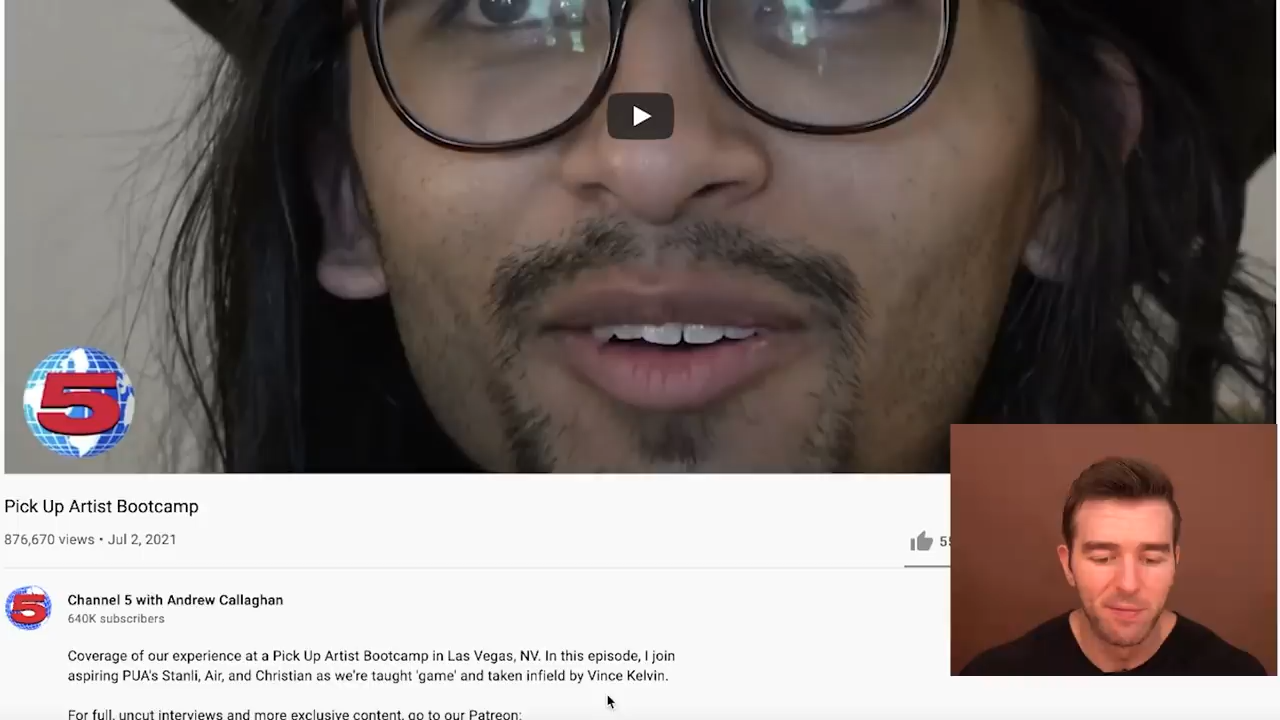 5
Pick Up Artist Bootcamp
876,670 views • Jul 2, 2021
5
Channel 5 with Andrew Callaghan
640K subscribers
Coverage of our experience at a Pick Up Artist Bootcamp in Las Vegas, NV. In this episode, I join
aspiring PUA's Stanli, Air, and Christian as we're taught 'game' and taken infield by Vince Kelvin.
For full, uncut interviews and more exclusive content, go to our Patreon: